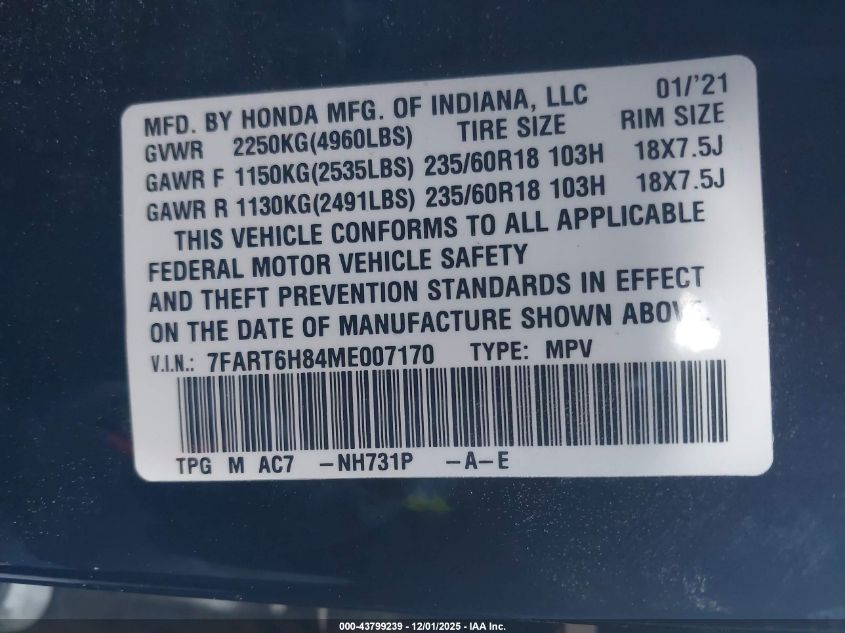 MFD. BY HONDA MFG. OF INDIANA, LLC 01/'21
GVWR 2250KG(4960LBS) TIRE SIZE RIM SIZE
GAWR F 1150KG(2535LBS) 235/60R18 103H 18X7.5J
GAWR R 1130KG(2491LBS) 235/60R18 103H 18X7.5J
THIS VEHICLE CONFORMS TO ALL APPLICABLE
FEDERAL MOTOR VEHICLE SAFETY
AND THEFT PREVENTION STANDARDS IN EFFECT
ON THE DATE OF MANUFACTURE SHOWN ABOVE.
V.I.N.: 7FART6H84ME007170 TYPE: MPV
TPG M AC7 -NH731P -A-E
000-43799239 - 12/01/2025 - IAA Inc.